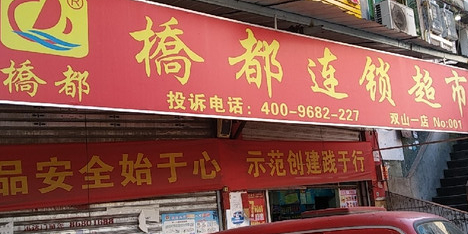 橋都
橋都连锁超市
投诉电话：400-9682-227
双山一店 No:001
品安全始于心 示范创建践于行